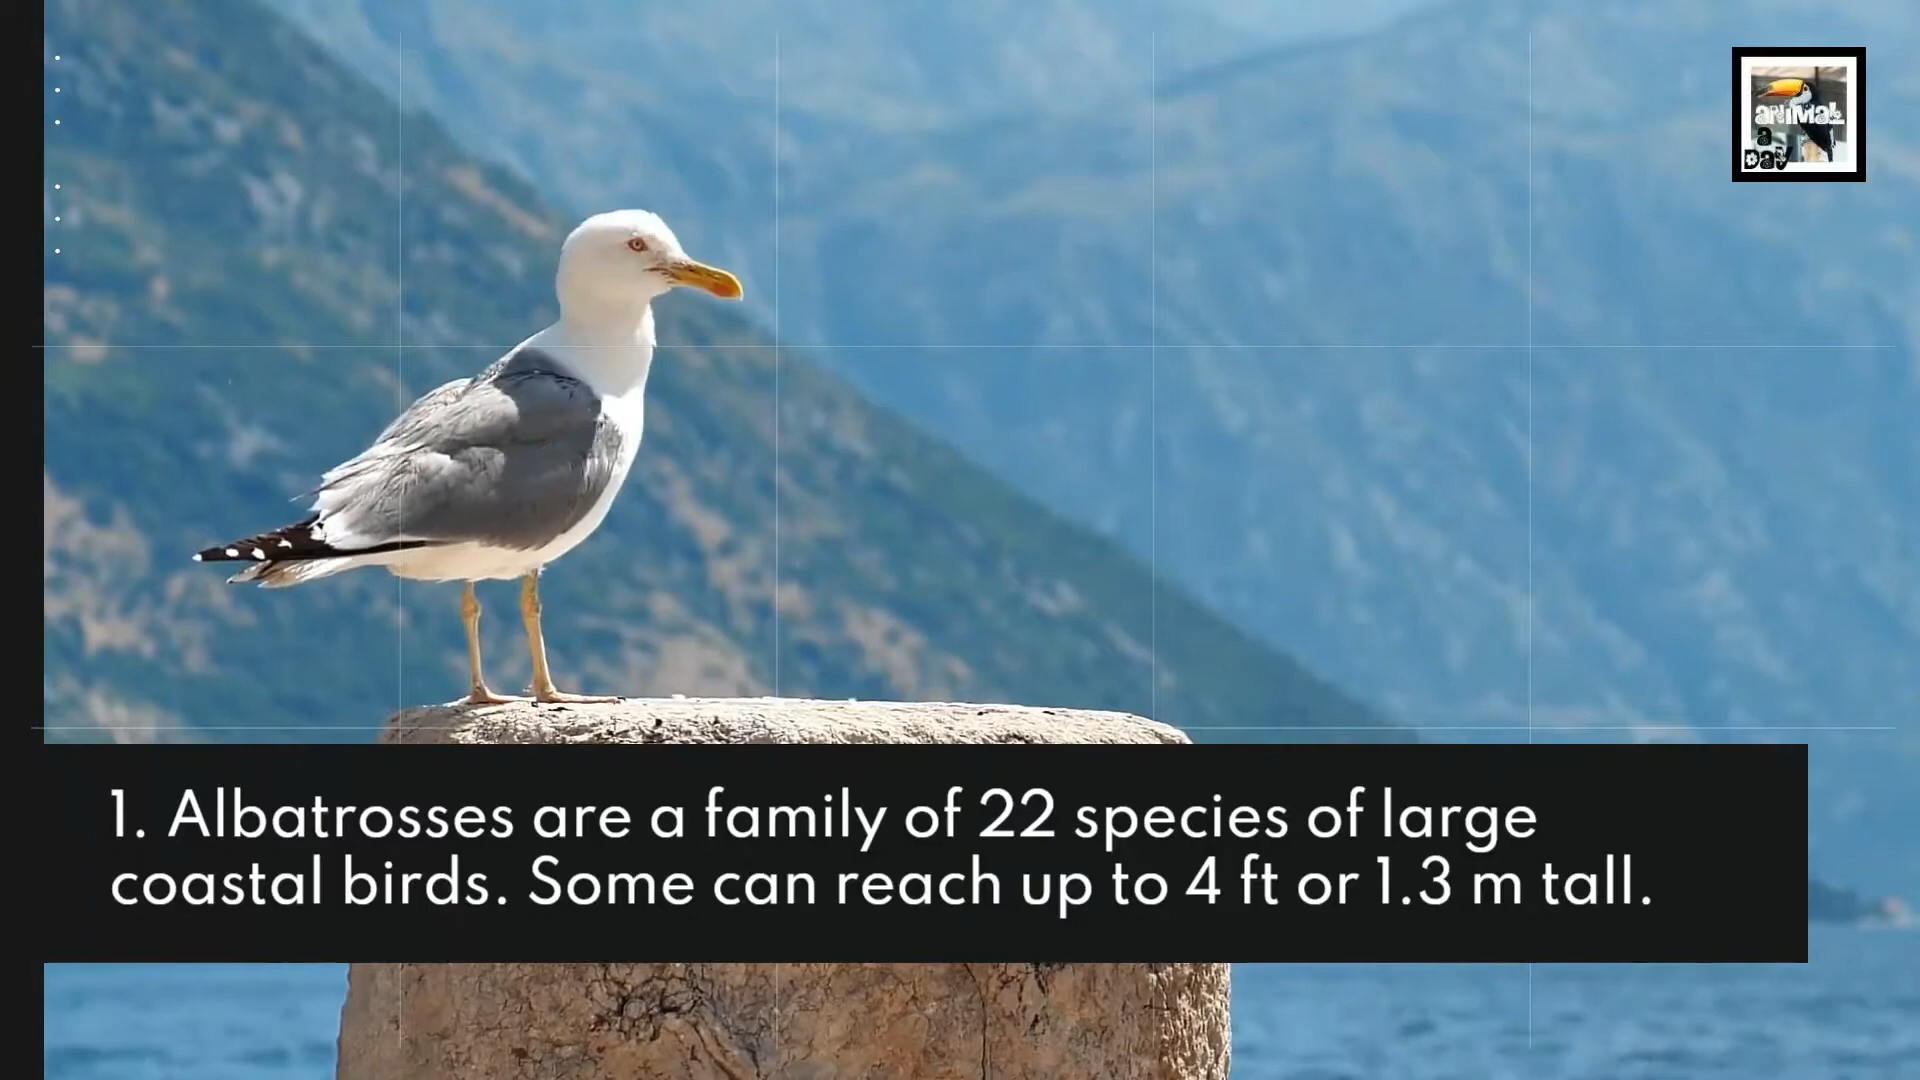 aNiMaL
a
Day
1. Albatrosses are a family of 22 species of large
coastal birds. Some can reach up to 4 ft or 1.3 m tall.